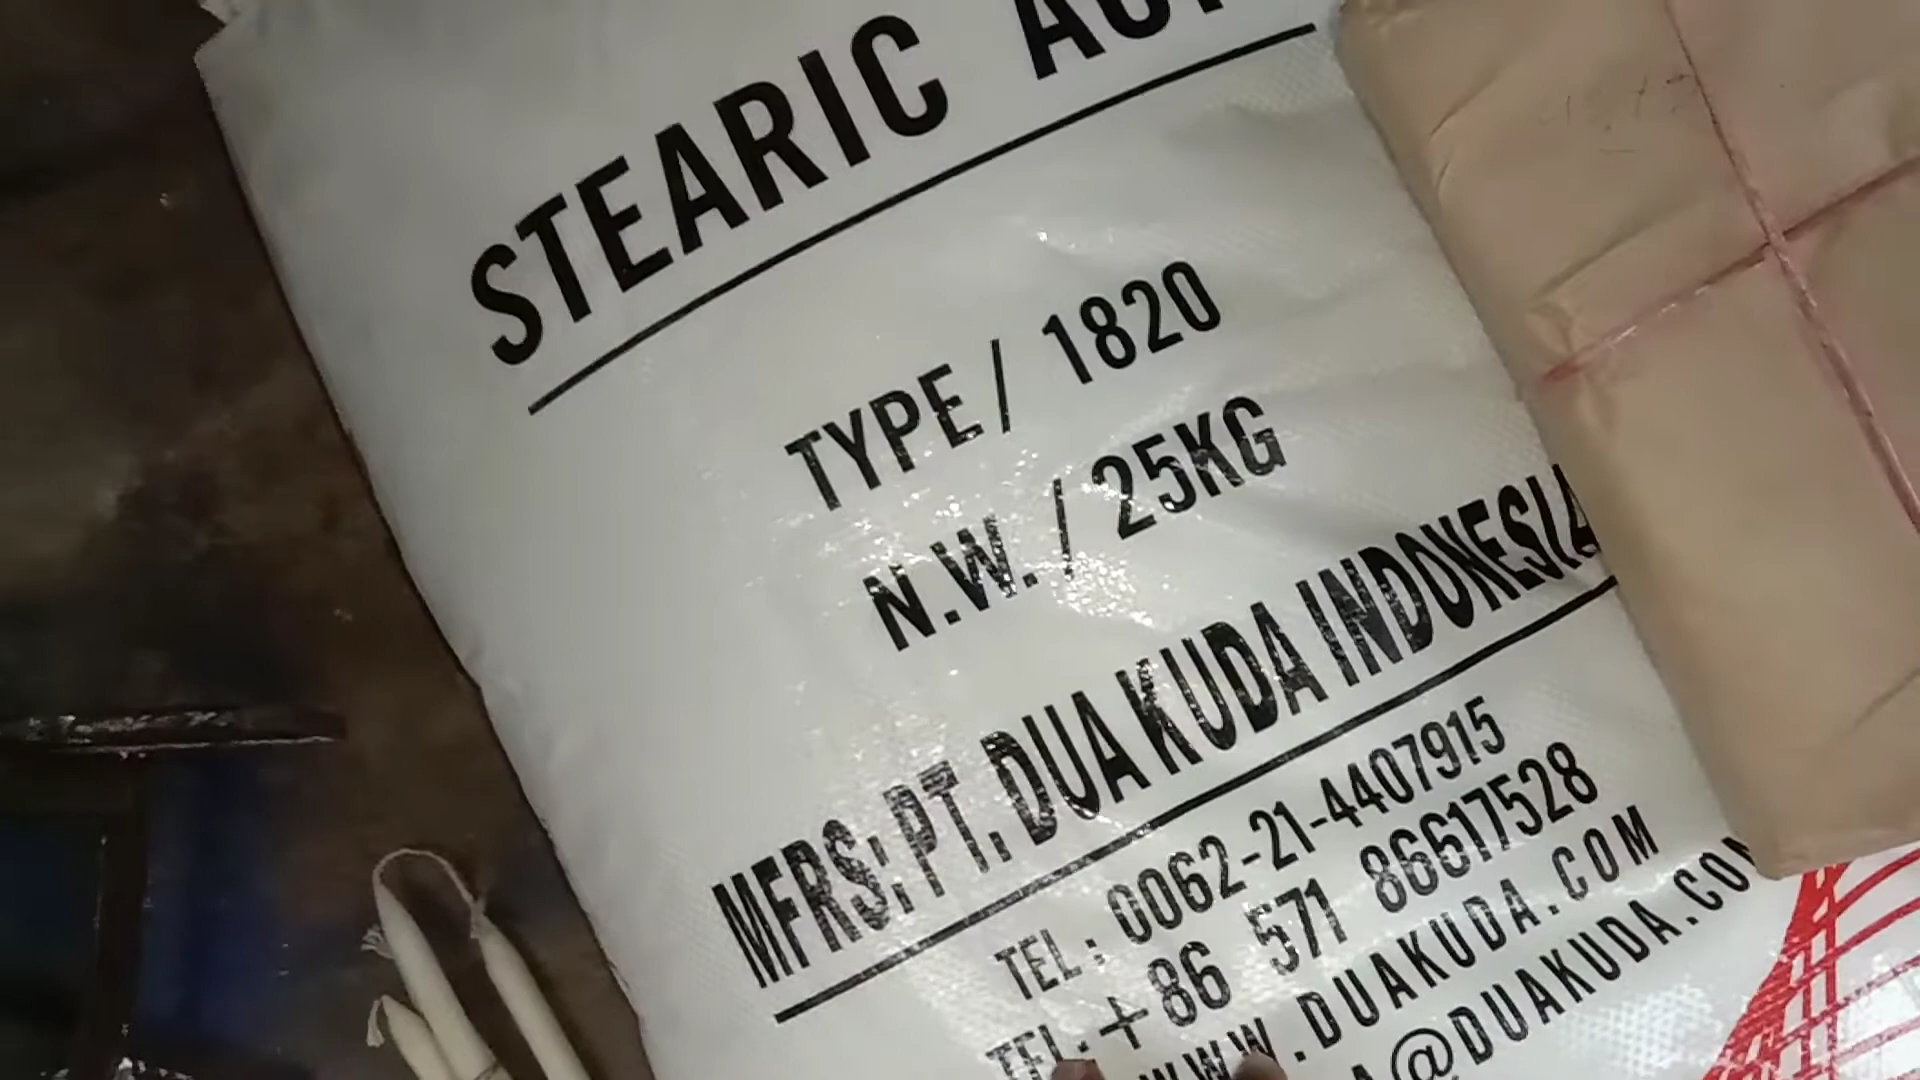 STEARIC
TYPE / 1820
N.W. / 25KG
MFRS: PT. DUA KUDA INDONESIA
TEL: 0062-21-4407915
TEL: +86 571 86617528
WWW.DUAKUDA.COM
@DUAKUDA.COM